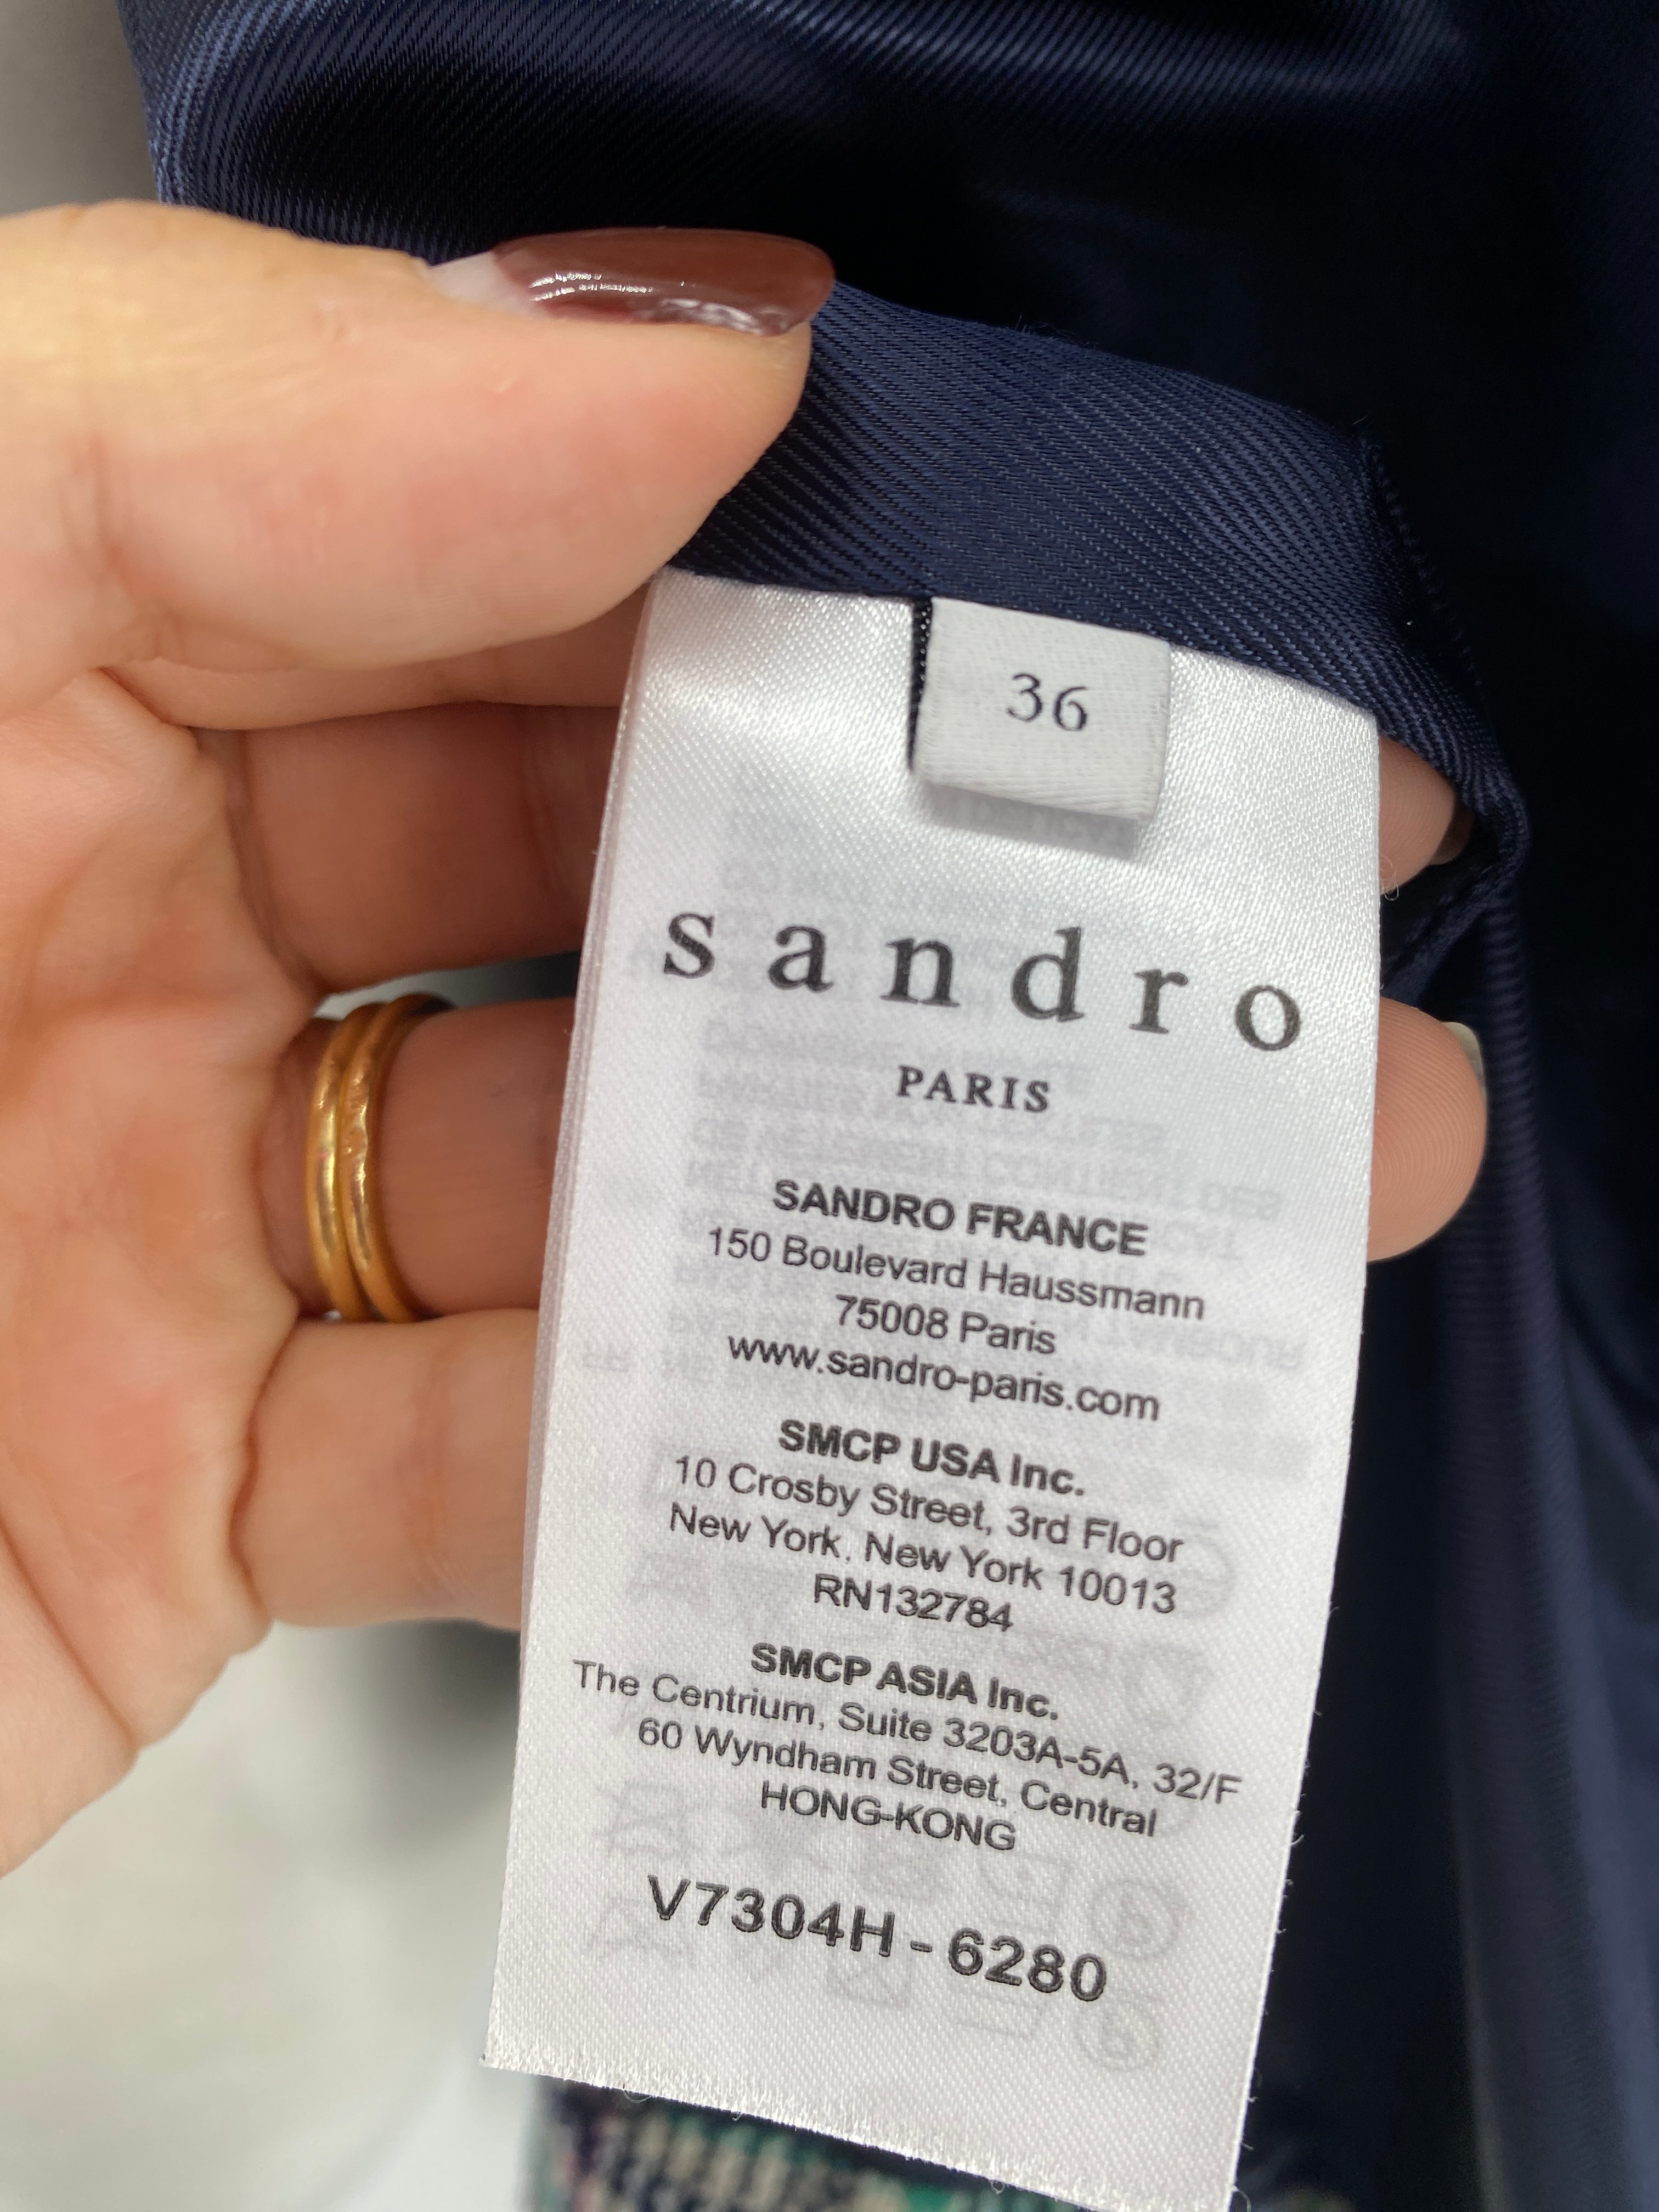 36
sandro
PARIS
SANDRO FRANCE
150 Boulevard Haussmann
75008 Paris
www.sandro-paris.com
SMCP USA Inc.
10 Crosby Street, 3rd Floor
New York, New York 10013
RN132784
SMCP ASIA Inc.
The Centrium, Suite 3203A-5A, 32/F
60 Wyndham Street, Central
HONG-KONG
V7304H - 6280